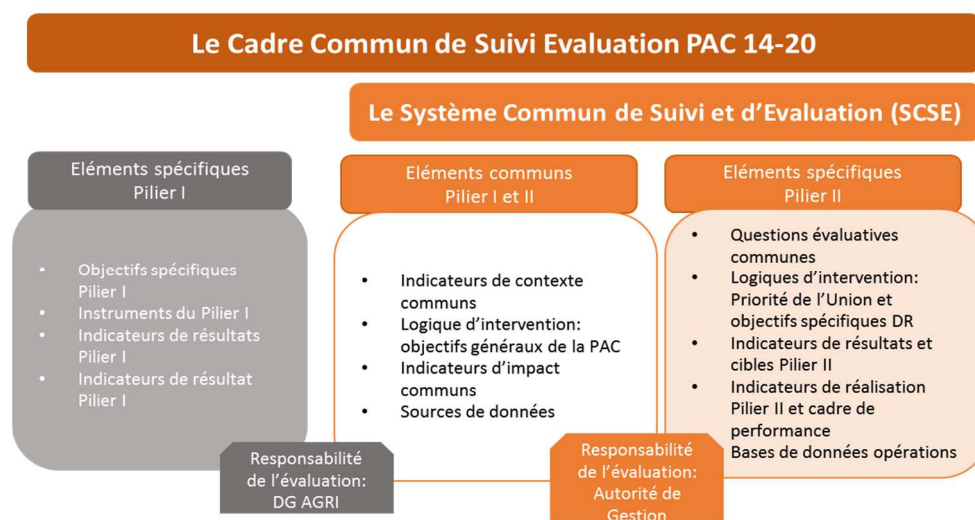 Le Cadre Commun de Suivi Evaluation PAC 14-20
Le Système Commun de Suivi et d'Evaluation (SCSE)
Eléments spécifiques
Pilier I
• Objectifs spécifiques
Pilier I
• Instruments du Pilier I
• Indicateurs de résultats
Pilier I
• Indicateurs de résultat
Pilier I
Responsabilité
de l'évaluation:
DG AGRI
Eléments communs
Pilier I et II
• Indicateurs de contexte
communs
• Logique d'intervention:
objectifs généraux de la PAC
• Indicateurs d'impact
communs
• Sources de données
Eléments spécifiques
Pilier II
• Questions évaluatives
communes
• Logiques d'intervention:
Priorité de l'Union et
objectifs spécifiques DR
• Indicateurs de résultats et
cibles Pilier II
• Indicateurs de réalisation
Pilier II et cadre de
performance
• Bases de données opérations
Responsabilité
de l'évaluation:
Autorité de
Gestion